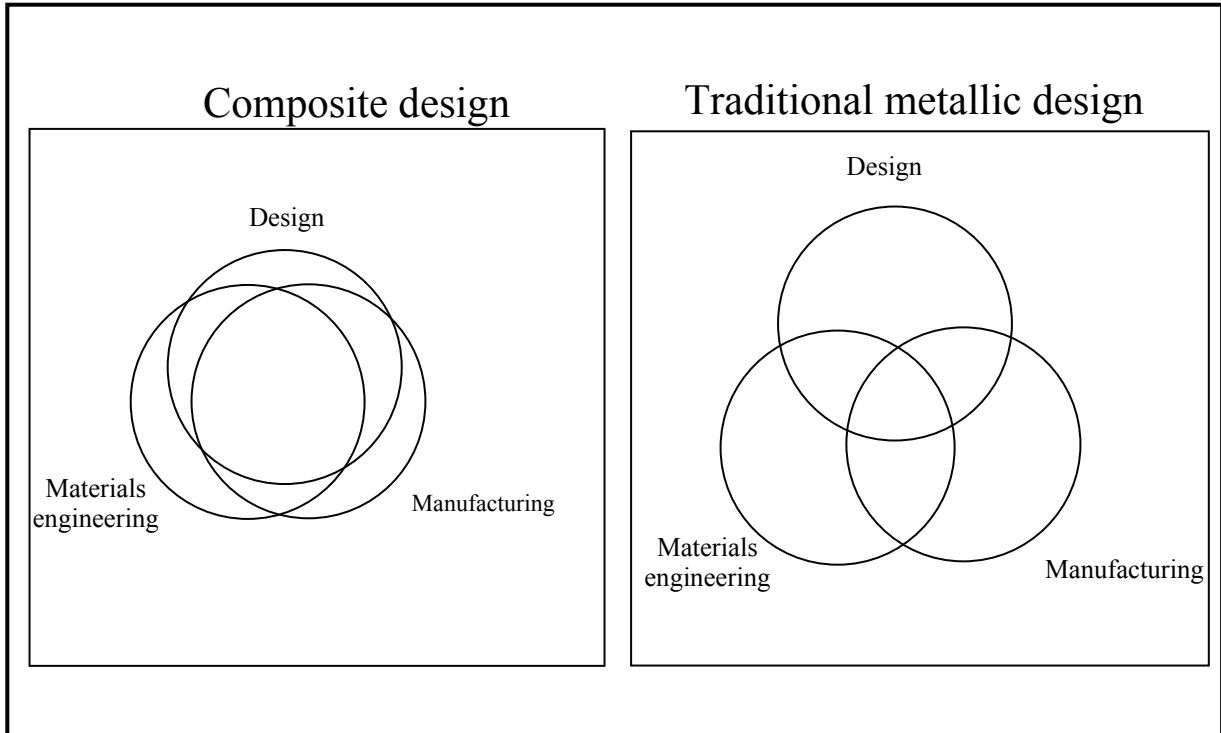 Composite design
Design
Materials
engineering
Manufacturing
Traditional metallic design
Design
Materials
engineering
Manufacturing